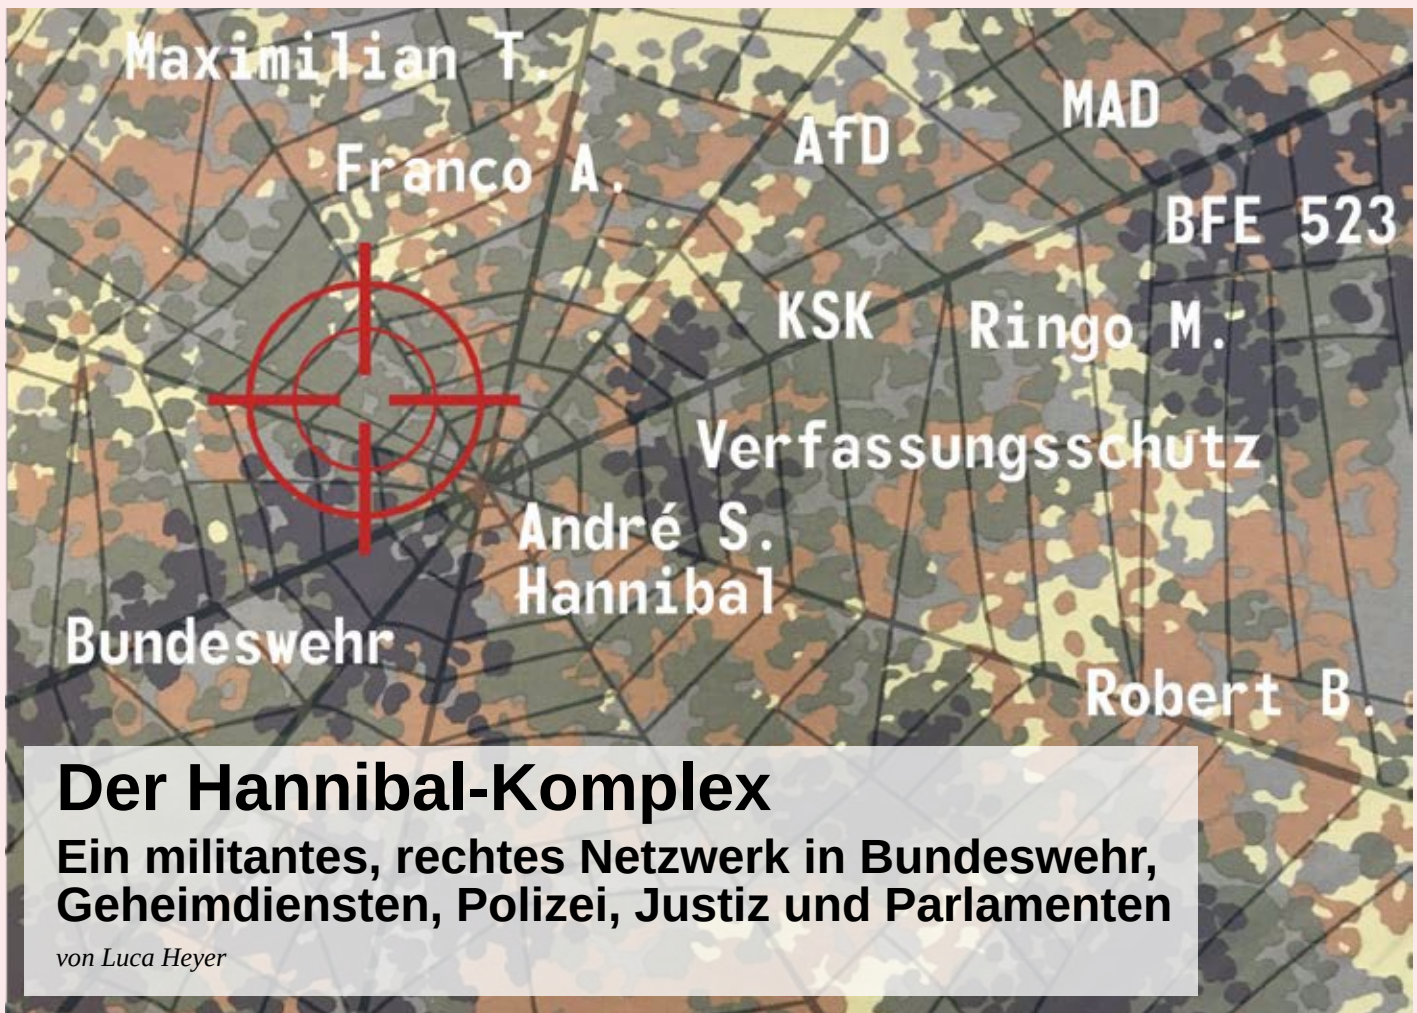 Maximilian T.
MAD
AfD
Franco A.
BFE 523
KSK
Ringo M.
Verfassungsschutz
André S.
Hannibal
Bundeswehr
Robert B.
Der Hannibal-Komplex
Ein militantes, rechtes Netzwerk in Bundeswehr,
Geheimdiensten, Polizei, Justiz und Parlamenten
von Luca Heyer